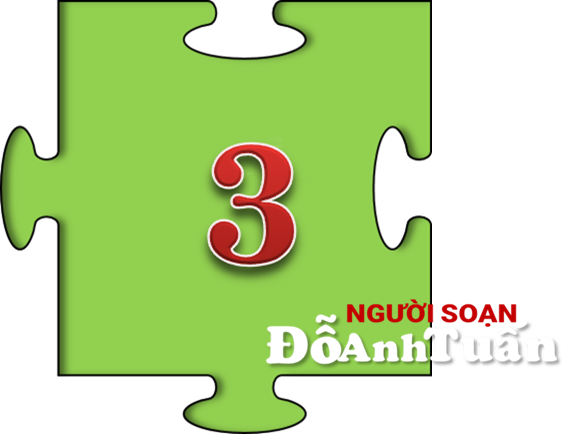 3
NGƯỜI SOẠN
ĐỗAnhTuấn